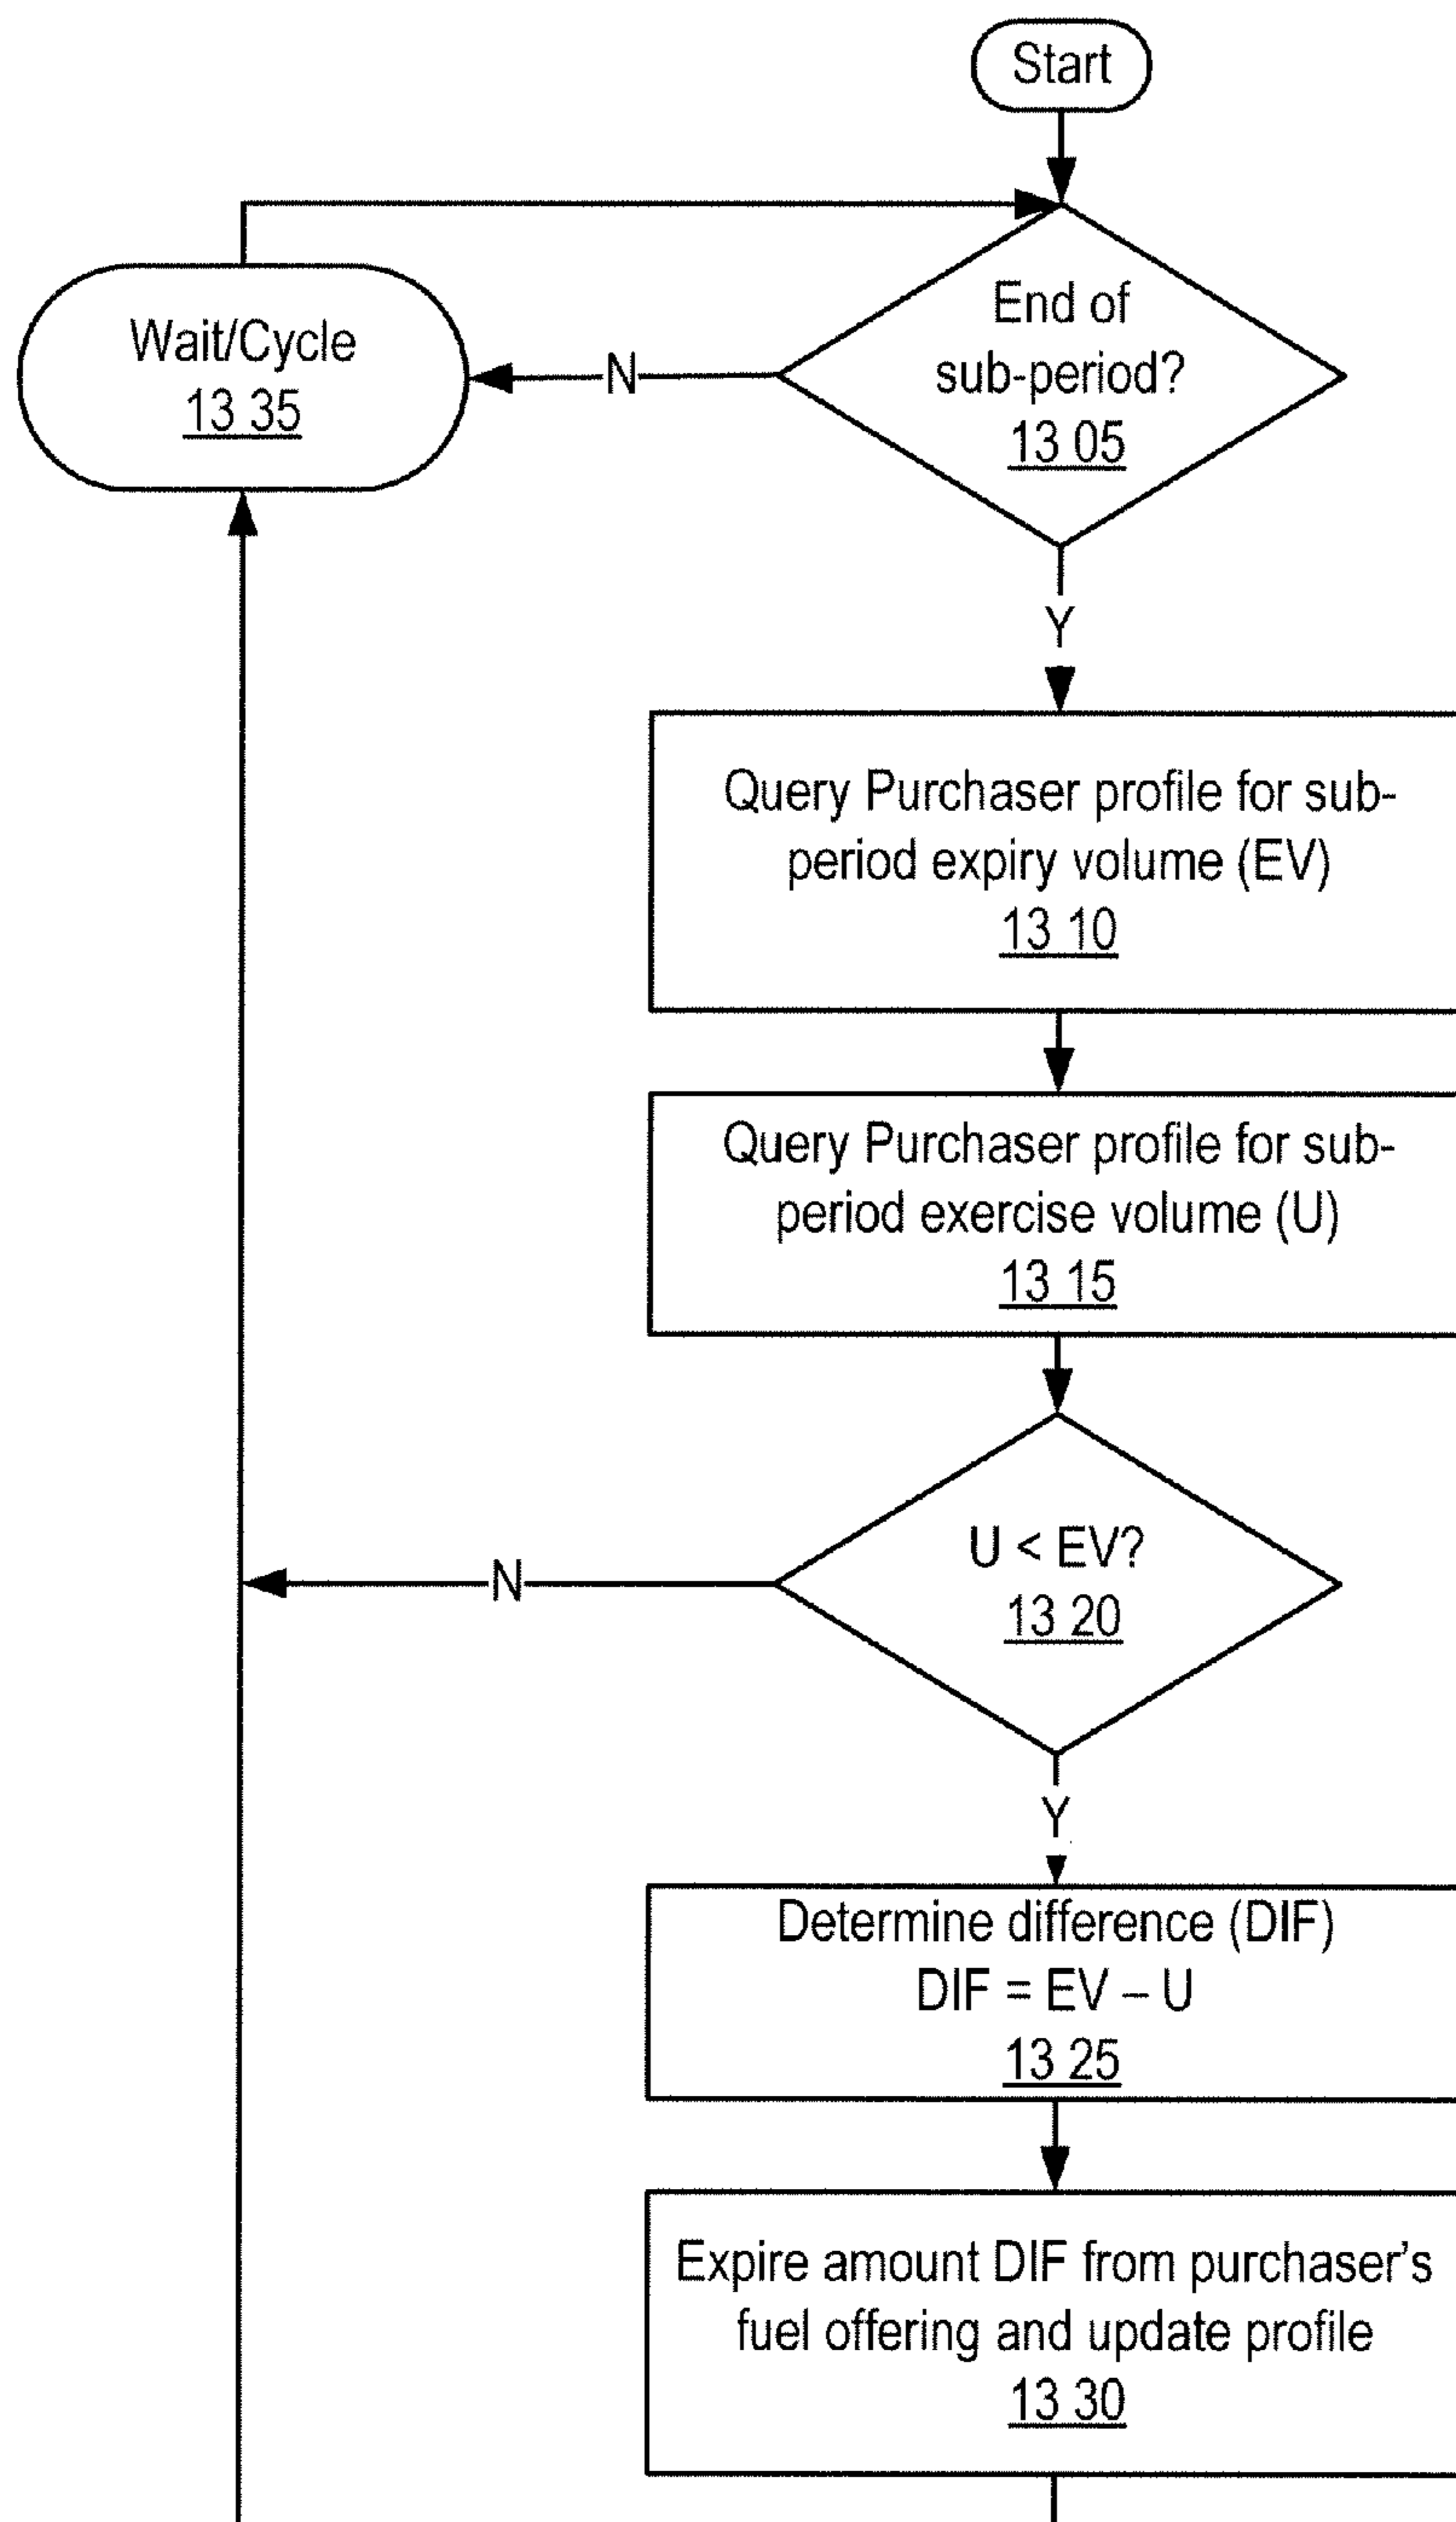 Start
End of
sub-period?
13 05
Wait/Cycle
13 35
N
Y
Query Purchaser profile for sub-
period expiry volume (EV)
13 10
Query Purchaser profile for sub-
period exercise volume (U)
13 15
U < EV?
13 20
N
Y
Determine difference (DIF)
DIF = EV – U
13 25
Expire amount DIF from purchaser’s
fuel offering and update profile
13 30